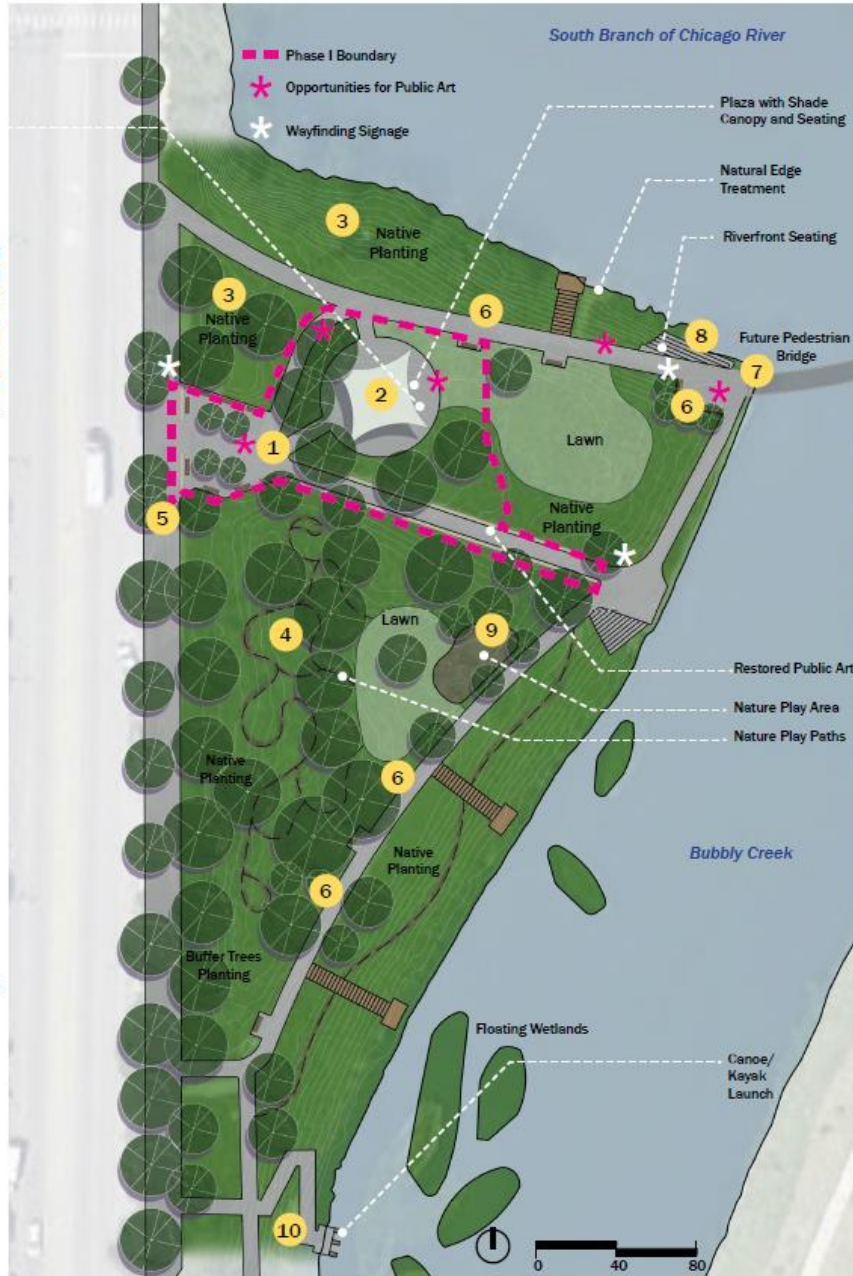 South Branch of Chicago River
Phase I Boundary
Opportunities for Public Art
Wayfinding Signage
Plaza with Shade
Canopy and Seating
Natural Edge
Treatment
Riverfront Seating
3
Native
Planting
3
Native
Planting
6
8
Future Pedestrian
Bridge
7
2
6
1
Lawn
5
Native
Planting
4
Lawn
9
Restored Public Art
Nature Play Area
Nature Play Paths
Native
Planting
6
Native
Planting
Bubbly Creek
6
Buffer Trees
Planting
Floating Wetlands
Canoe/
Kayak
Launch
10
0 40 80